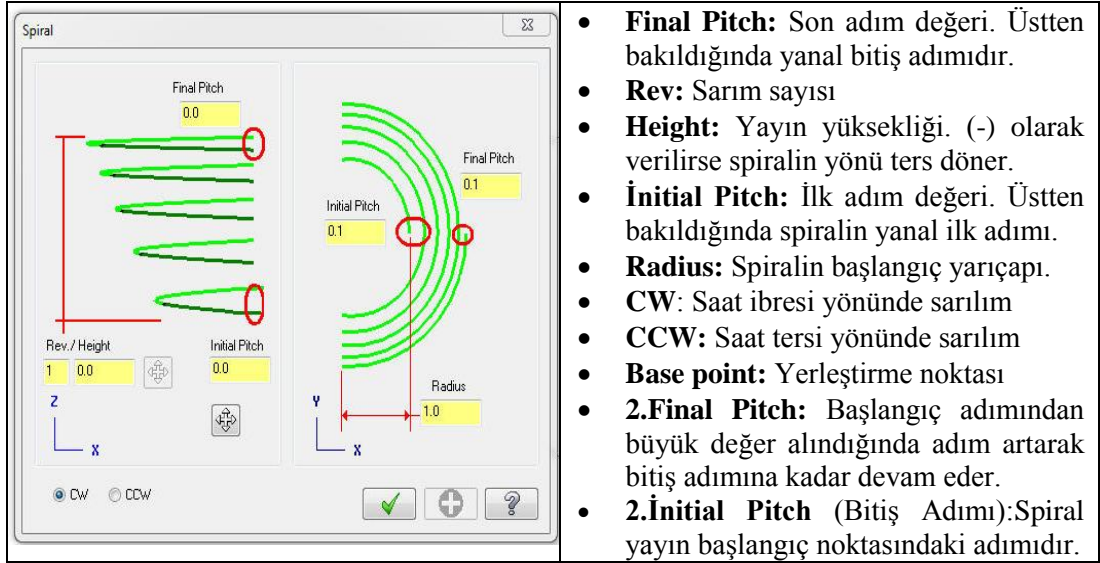 Spiral
Final Pitch
0.0
Rev./ Height
1 0.0
Initial Pitch
0.0
Z
X
Final Pitch
0.1
Initial Pitch
0.1
Radius
1.0
Y
X
CW CCW
• Final Pitch: Son adım değeri. Üstten
bakıldığında yanal bitiş adımıdır.
• Rev: Sarım sayısı
• Height: Yayın yüksekliği. (-) olarak
verilirse spiralin yönü ters döner.
• İnitial Pitch: İlk adım değeri. Üstten
bakıldığında spiralin yanal ilk adımı.
• Radius: Spiralin başlangıç yarıçapı.
• CW: Saat ibresi yönünde sarılım
• CCW: Saat tersi yönünde sarılım
• Base point: Yerleştirme noktası
• 2.Final Pitch: Başlangıç adımından
büyük değer alındığında adım artarak
bitiş adımına kadar devam eder.
• 2.İnitial Pitch (Bitiş Adımı):Spiral
yayın başlangıç noktasındaki adımıdır.